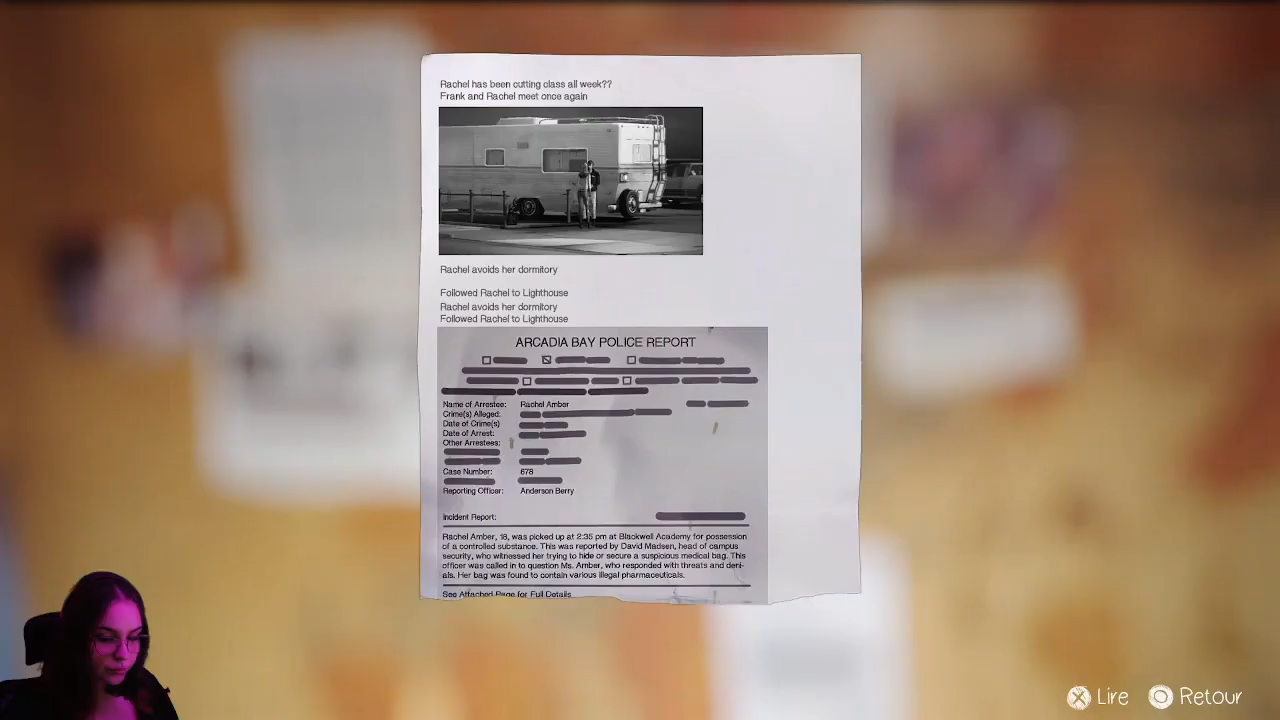 Rachel has been cutting class all week??
Frank and Rachel meet once again
Rachel avoids her dormitory
Followed Rachel to Lighthouse
Rachel avoids her dormitory
Followed Rachel to Lighthouse
ARCADIA BAY POLICE REPORT
Name of Arrestee: Rachel Amber
Crime(s) Alleged:
Date of Crime(s)
Date of Arrest:
Other Arrestees:
Case Number: 678
Reporting Officer: Anderson Berry
Incident Report:
Rachel Amber, 18, was picked up at 2:35 pm at Blackwell Academy for possession
of a controlled substance. This was reported by David Madsen, head of campus
security, who witnessed her trying to hide or secure a suspicious medical bag. This
officer was called in to question Ms. Amber, who responded with threats and deni-
als. Her bag was found to contain various illegal pharmaceuticals.
See Attached Page for Full Details
Lire Retour